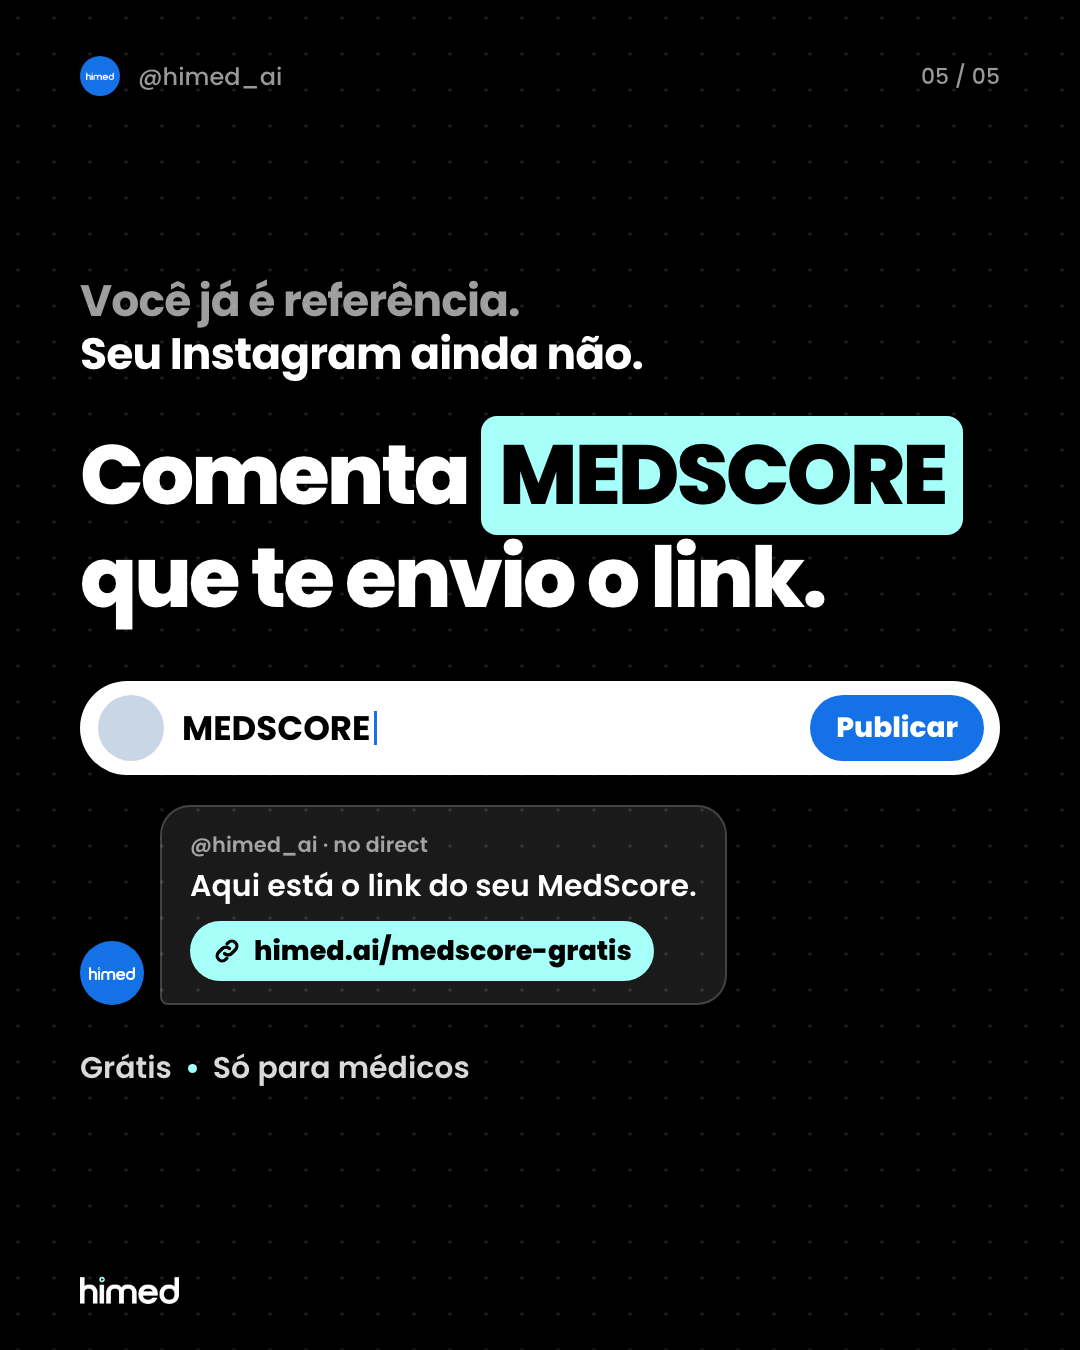 himed @himed_ai 05 / 05
Você já é referência.
Seu Instagram ainda não.
Comenta MEDSCORE
que te envio o link.
MEDSCORE Publicar
@himed_ai · no direct
Aqui está o link do seu MedScore.
himed.ai/medscore-gratis
himed
Grátis • Só para médicos
himed